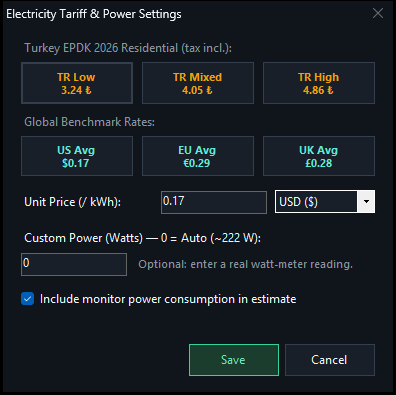 Electricity Tariff & Power Settings
Turkey EPDK 2026 Residential (tax incl.):
TR Low
3.24 ₺
TR Mixed
4.05 ₺
TR High
4.86 ₺
Global Benchmark Rates:
US Avg
$0.17
EU Avg
€0.29
UK Avg
£0.28
Unit Price (/ kWh):
0.17
USD ($)
Custom Power (Watts) — 0 = Auto (~222 W):
0
Optional: enter a real watt-meter reading.
Include monitor power consumption in estimate
Save
Cancel